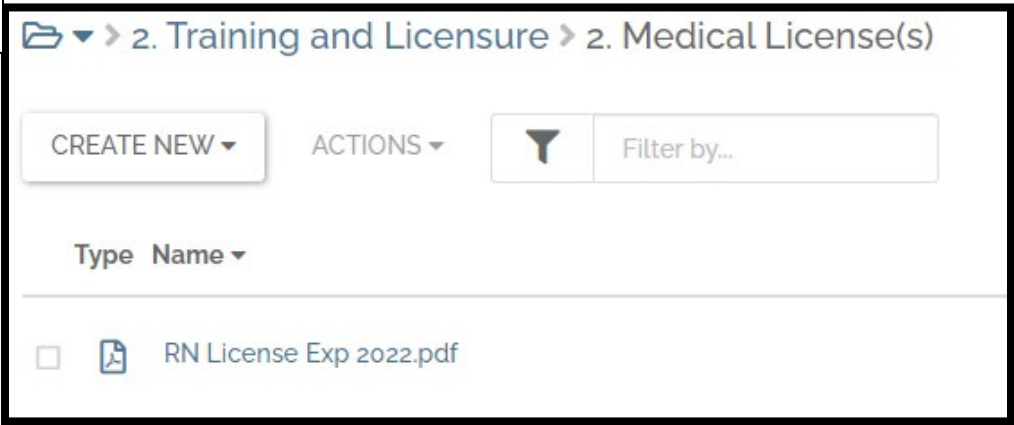 > 2. Training and Licensure > 2. Medical License(s)
CREATE NEW ACTIONS Filter by...
Type Name
RN License Exp 2022.pdf